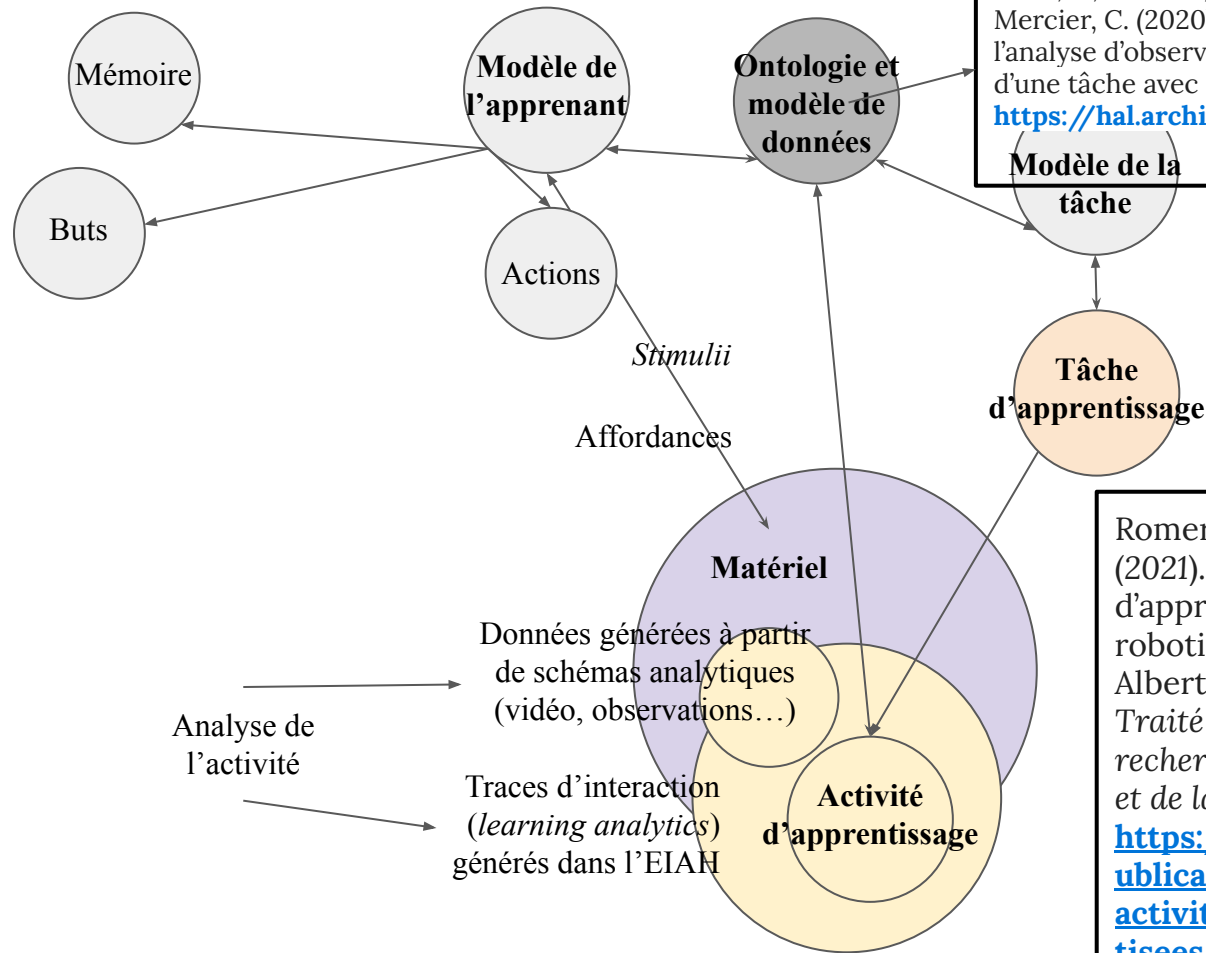 Mémoire
Modèle de
l’apprenant
Ontologie et
modèle de
données
Mercier, C. (2020
l’analyse d’observ
d’une tâche avec
https://hal.archi
Modèle de la
tâche
Buts
Actions
Stimulii
Affordances
Tâche
d’apprentissage
Matériel
Données générées à partir
de schémas analytiques
(vidéo, observations…)
Analyse de
l’activité
Traces d’interaction
(learning analytics)
générés dans l’EIAH
Activité
d’apprentissage
Romer
(2021).
d’appr
roboti
Albert
Traité
recher
et de la
https:
ublica
activit
tisees